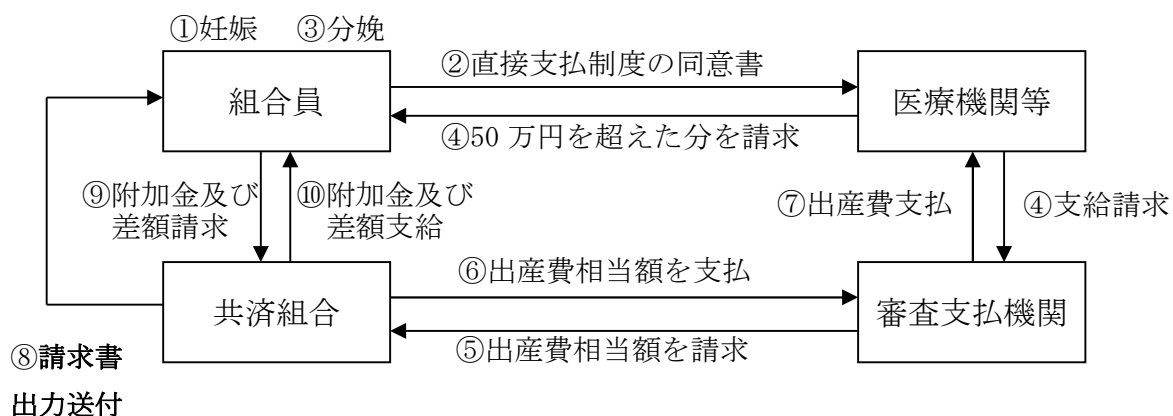 ①妊娠 ③分娩
②直接支払制度の同意書
組合員
医療機関等
④50 万円を超えた分を請求
⑨附加金及び
差額請求
⑩附加金及び
差額支給
⑦出産費支払
④支給請求
⑥出産費相当額を支払
共済組合
審査支払機関
⑤出産費相当額を請求
⑧請求書
出力送付